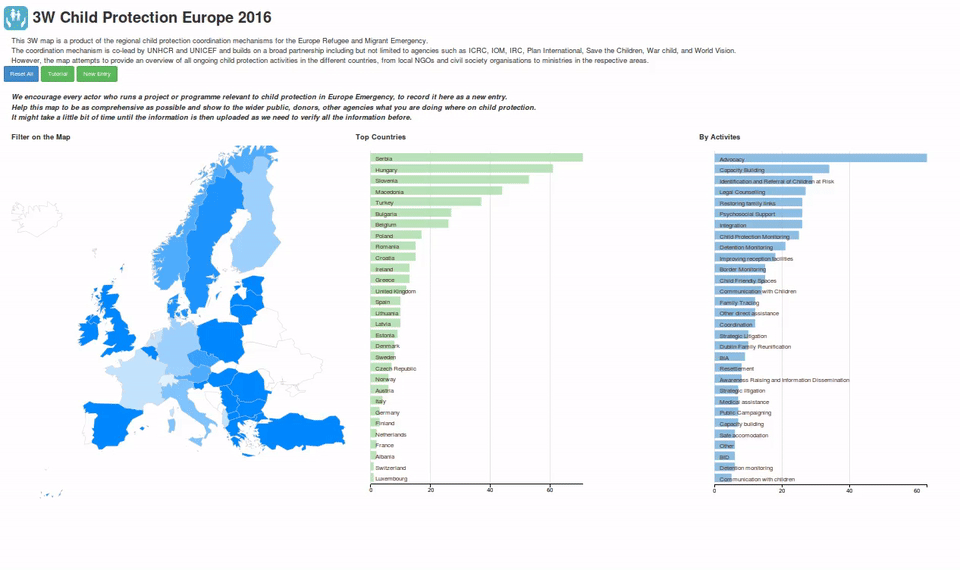 3W Child Protection Europe 2016
This 3W map is a product of the regional child protection coordination mechanisms for the Europe Refugee and Migrant Emergency.
The coordination mechanism is co-lead by UNHCR and UNICEF and builds on a broad partnership including but not limited to agencies such as ICRC, IOM, IRC, Plan International, Save the Children, War child, and World Vision.
However, the map attempts to provide an overview of all ongoing child protection activities in the different countries, from local NGOs and civil society organisations to ministries in the respective areas.
Reset All Tutorial New Entry
We encourage every actor who runs a project or programme relevant to child protection in Europe Emergency, to record it here as a new entry.
Help this map to be as comprehensive as possible and show to the wider public, donors, other agencies what you are doing where on child protection.
It might take a little bit of time until the information is then uploaded as we need to verify all the information before.
Filter on the Map
Top Countries
Serbia
Hungary
Slovenia
Macedonia
Turkey
Bulgaria
Belgium
Poland
Romania
Croatia
Ireland
Greece
United Kingdom
Spain
Lithuania
Latvia
Estonia
Denmark
Sweden
Czech Republic
Norway
Austria
Italy
Germany
Finland
Netherlands
France
Albania
Switzerland
Luxembourg
0 20 40 60
By Activites
Advocacy
Capacity Building
Identification and Referral of Children at Risk
Legal Counselling
Restoring family links
Psychosocial Support
Integration
Child Protection Monitoring
Detention Monitoring
Improving reception facilities
Border Monitoring
Child Friendly Spaces
Communication with Children
Family Tracing
Other direct assistance
Coordination
Strategic Litigation
Dublin Family Reunification
BIA
Resettlement
Awareness Raising and Information Dissemination
Strategic litigation
Medical assistance
Public Campaigning
Capacity building
Safe accomodation
Other
BID
Detention monitoring
Communication with children
0 20 40 60